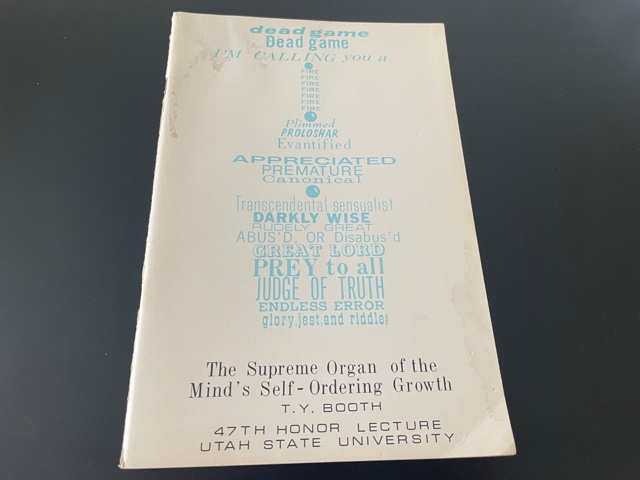 dead game
Dead game
I'M CALLING you a
FIRE
FIRE
FIRE
FIRE
FIRE
FIRE
FIRE
Plimmed
PROLOSHAR
Evantified
APPRECIATED
PREMATURE
Canonical
Transcendental sensualist
DARKLY WISE
RUDELY GREAT
ABUS'D, OR Disabus'd
GREAT LORD
PREY to all
JUDGE OF TRUTH
ENDLESS ERROR
glory, jest, and riddle;
The Supreme Organ of the
Mind's Self-Ordering Growth
T.Y. BOOTH
47TH HONOR LECTURE
UTAH STATE UNIVERSITY